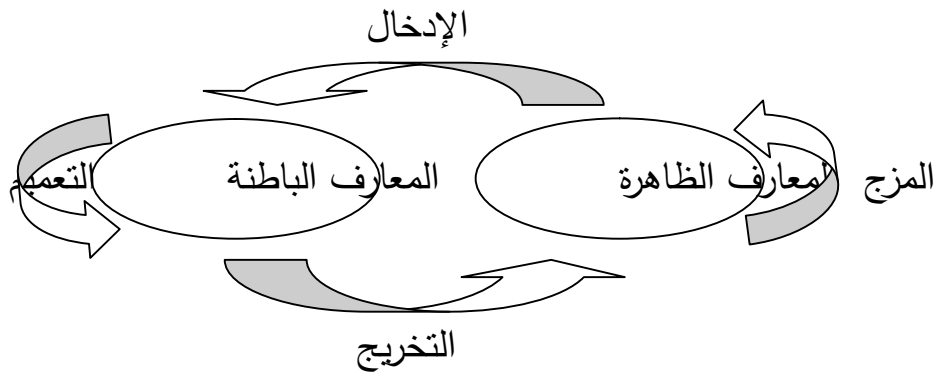 الإدخال
المزج
المعارف الظاهرة
المعارف الباطنة
التعميم
التخريج